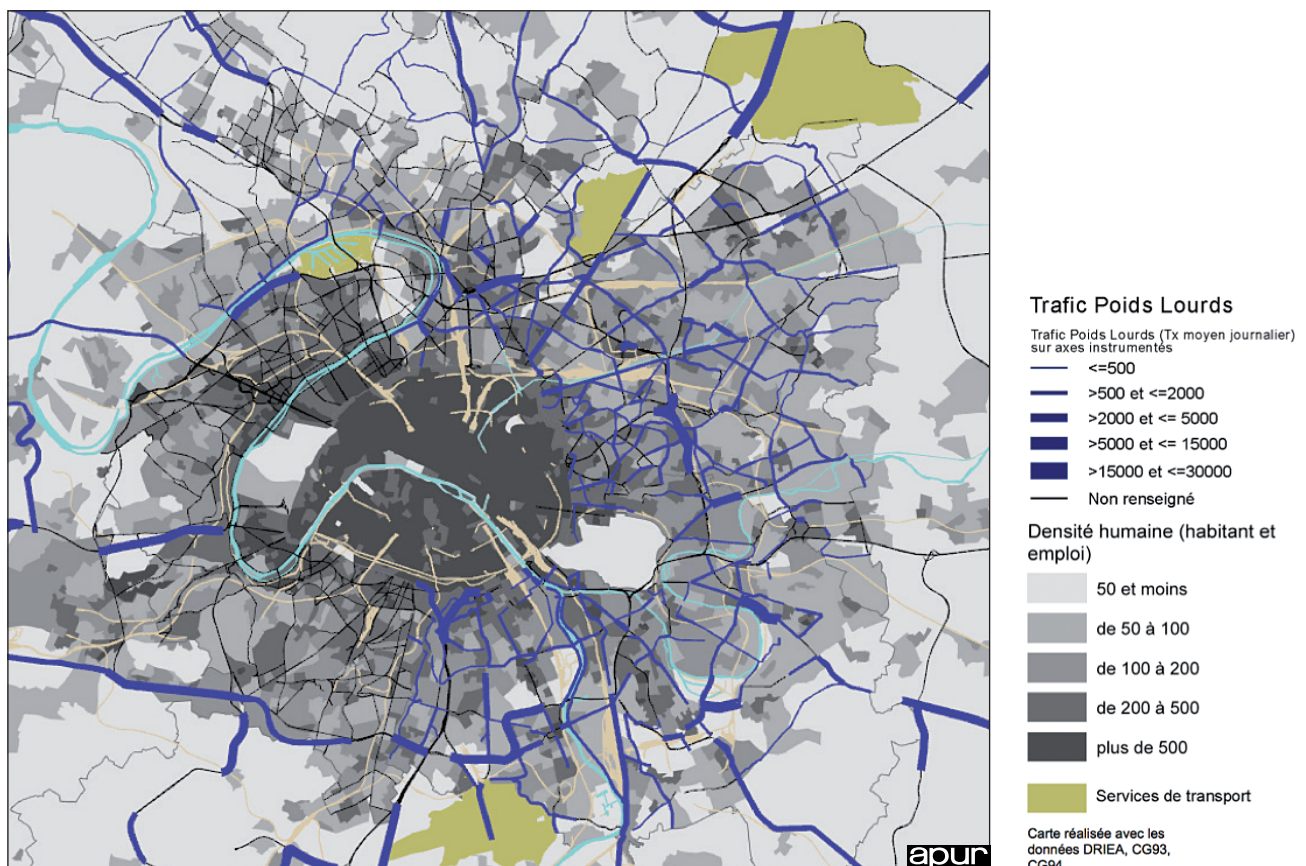 Trafic Poids Lourds
Trafic Poids Lourds (Tx moyen journalier)
sur axes instrumentés
<=500
>500 et <=2000
>2000 et <= 5000
>5000 et <= 15000
>15000 et <=30000
Non renseigné
Densité humaine (habitant et
emploi)
50 et moins
de 50 à 100
de 100 à 200
de 200 à 500
plus de 500
Services de transport
Carte réalisée avec les
données DRIEA, CG93,
CG94
apur